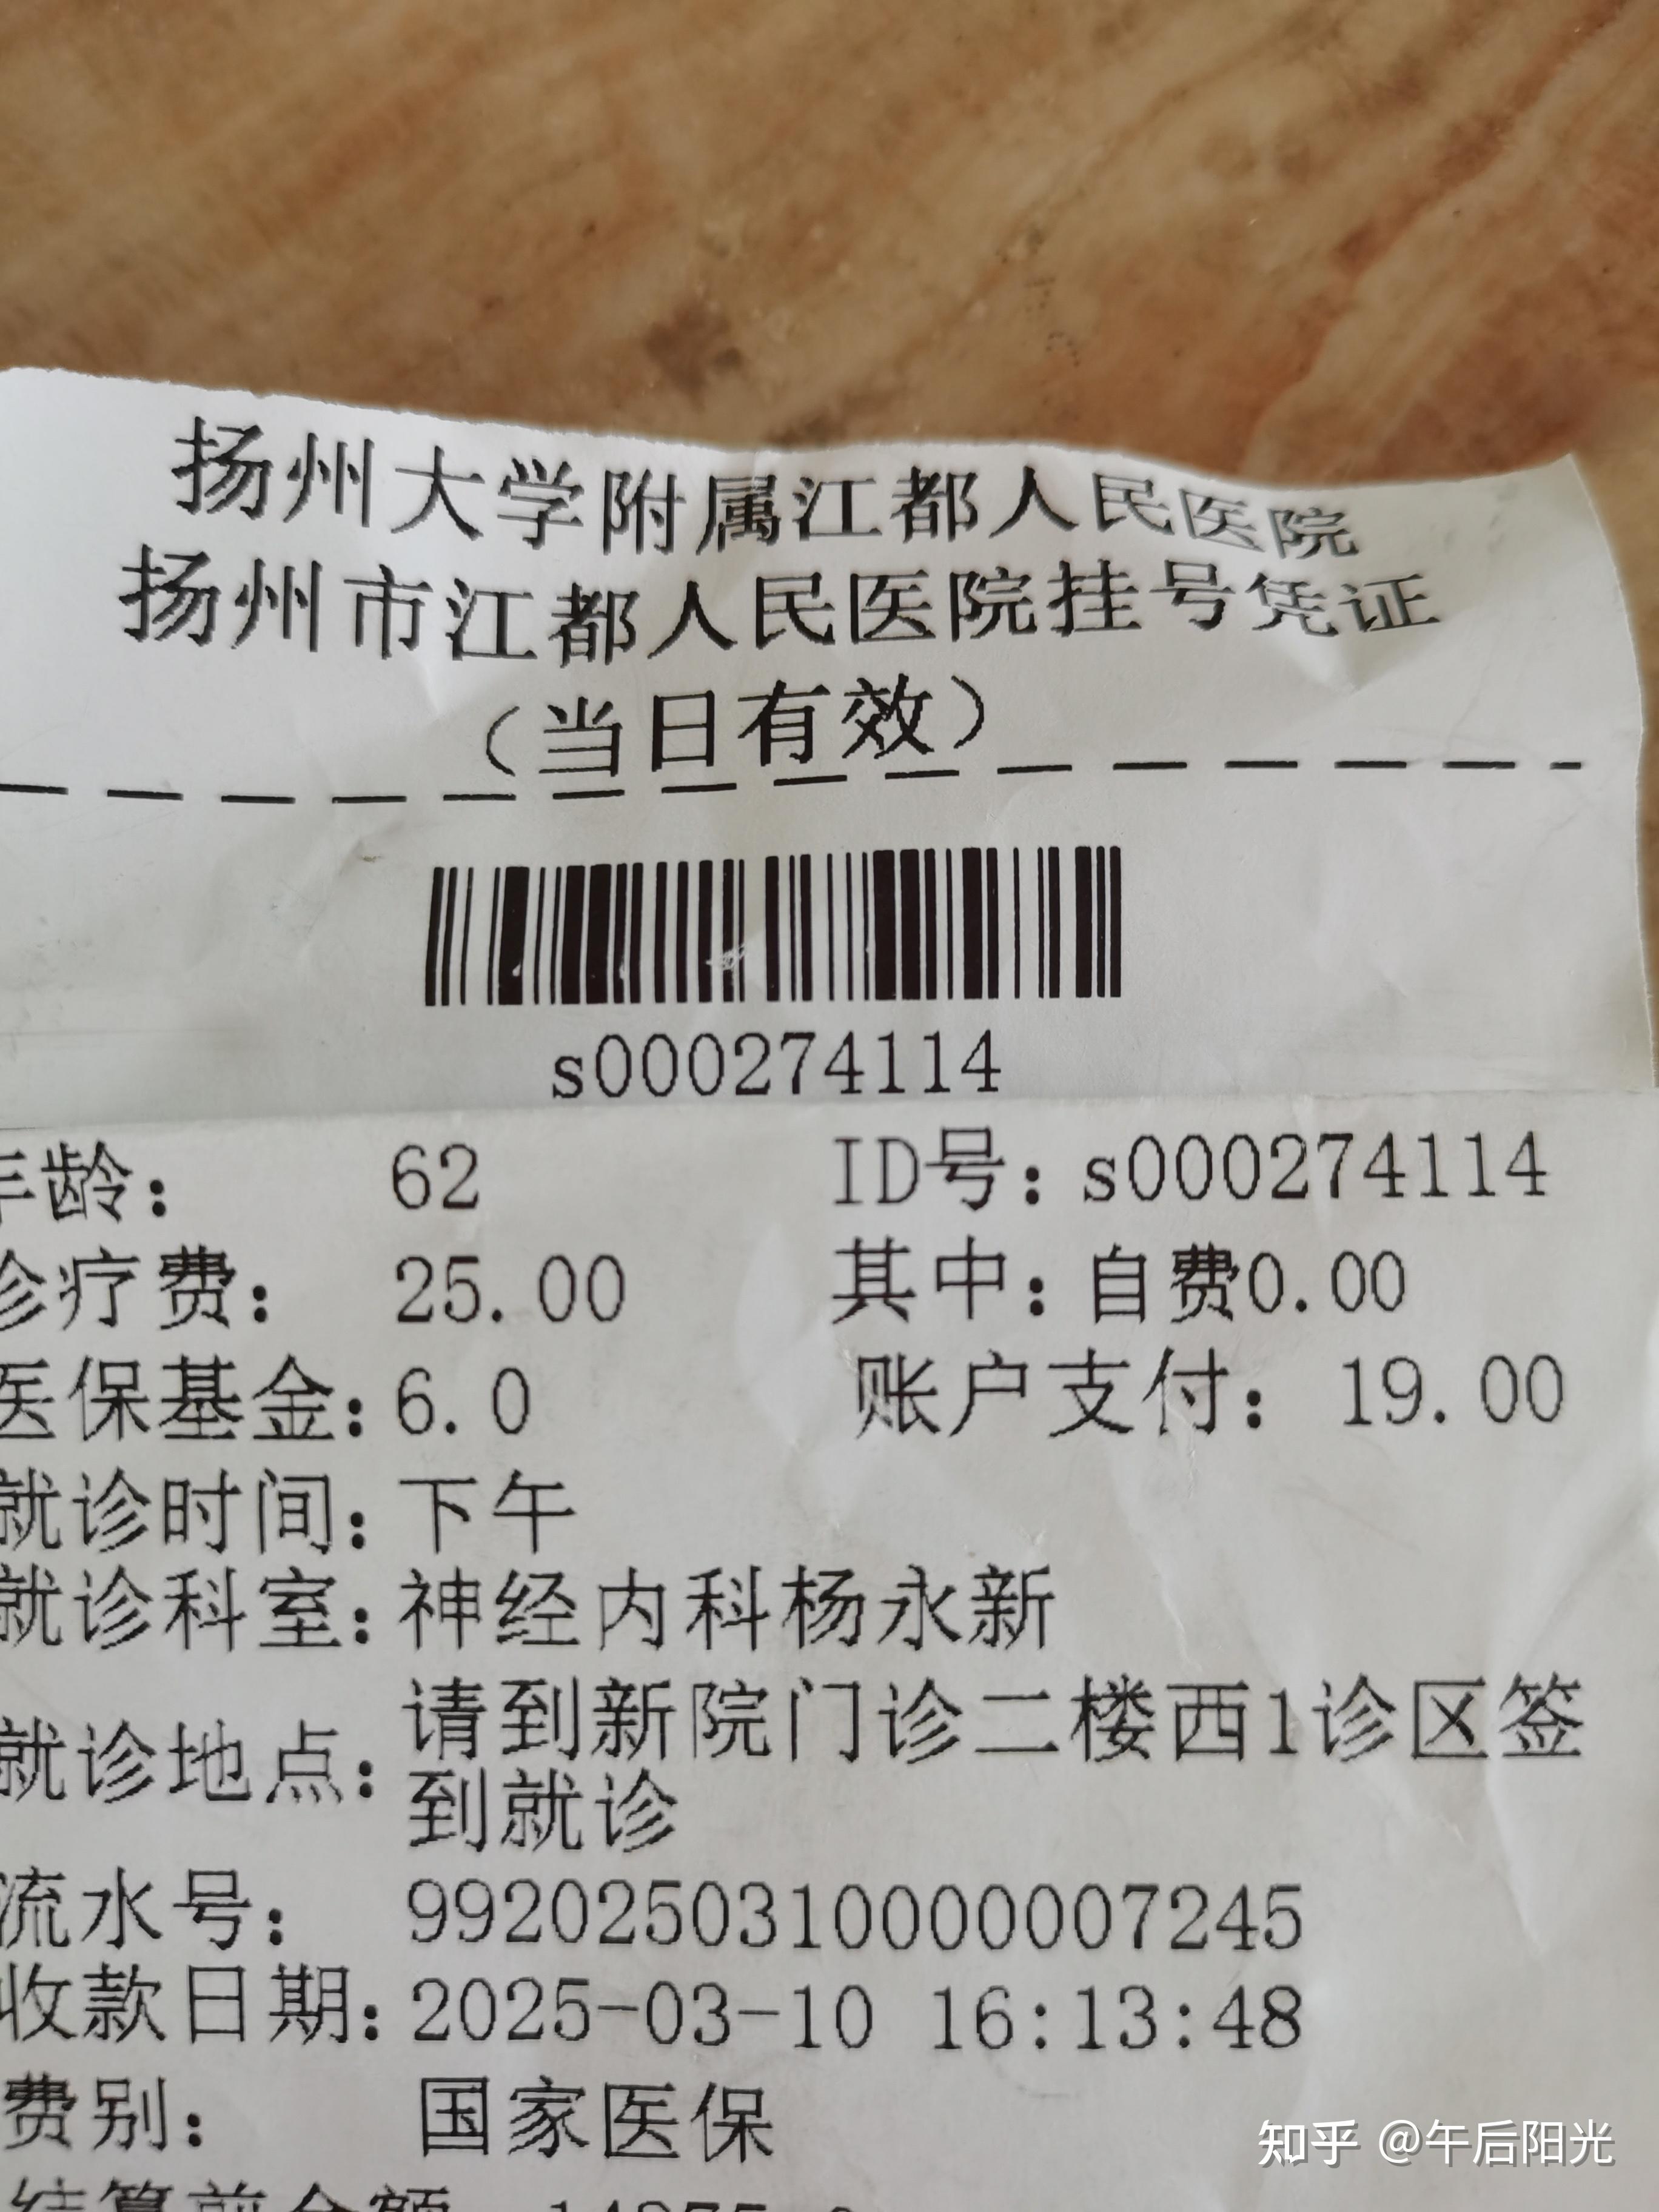 扬州大学附属江都人民医院
扬州市江都人民医院挂号凭证
（当日有效）
s000274114
年龄： 62 ID号：s000274114
诊疗费： 25.00 其中：自费0.00
医保基金：6.0 账户支付： 19.00
就诊时间：下午
就诊科室：神经内科杨永新
就诊地点：请到新院门诊二楼西1诊区签
到就诊
流水号： 99202503100000007245
收款日期：2025-03-10 16:13:48
费别： 国家医保
知乎 @午后阳光